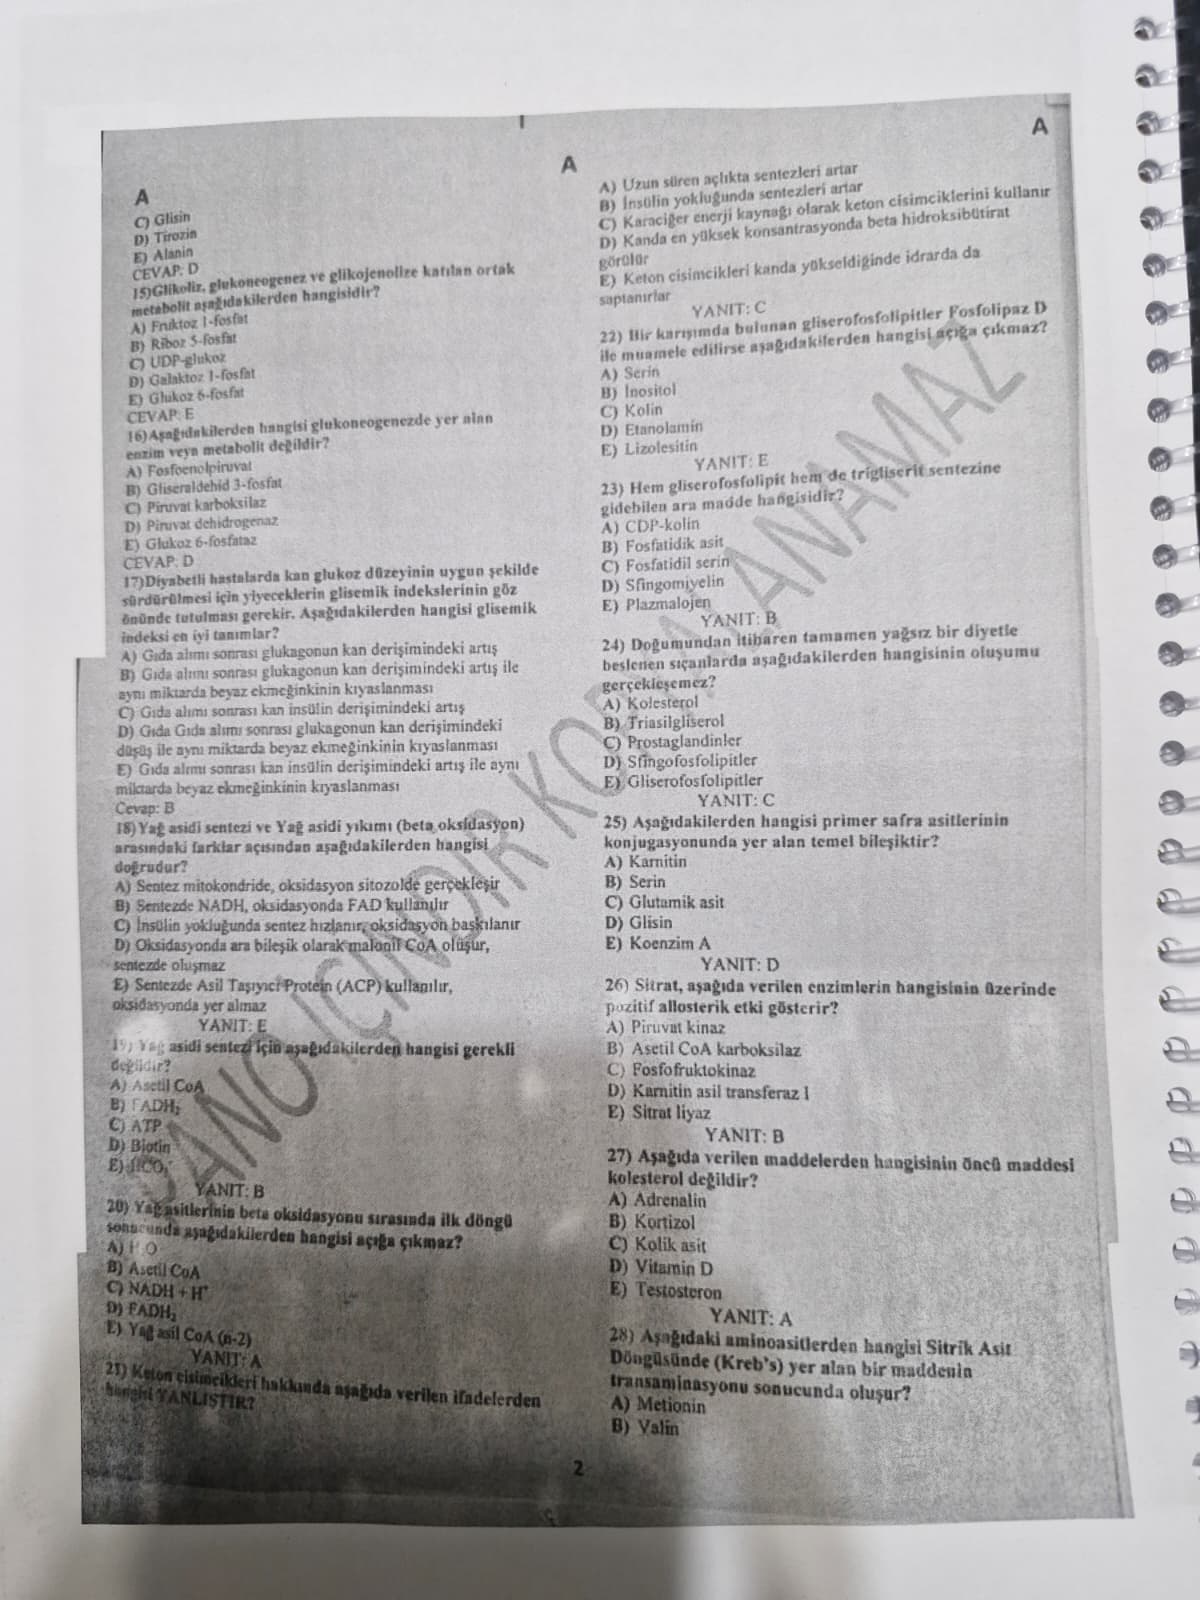 A
A
A
C) Glisin
D) Tirozin
E) Alanin
CEVAP: D
15)Glikoliz, glukoneogenez ve glikojenolize katılan ortak
metabolit aşağıdakilerden hangisidir?
A) Fruktoz 1-fosfat
B) Riboz 5-fosfat
C) UDP-glukoz
D) Galaktoz 1-fosfat
E) Glukoz 6-fosfat
CEVAP: E
16)Aşağıdakilerden hangisi glukoneogenezde yer alan
enzim veya metabolit değildir?
A) Fosfoenolpiruvat
B) Gliseraldehid 3-fosfat
C) Piruvat karboksilaz
D) Piruvat dehidrogenaz
E) Glukoz 6-fosfataz
CEVAP: D
17)Diyabetli hastalarda kan glukoz düzeyinin uygun şekilde
sürdürülmesi için yiyeceklerin glisemik indekslerinin göz
önünde tutulması gerekir. Aşağıdakilerden hangisi glisemik
indeksi en iyi tanımlar?
A) Gıda alımı sonrası glukagonun kan derişimindeki artış
B) Gıda alımı sonrası glukagonun kan derişimindeki artış ile
aynı miktarda beyaz ekmeğinkinin kıyaslanması
C) Gıda alımı sonrası kan insülin derişimindeki artış
D) Gıda Gıda alımı sonrası glukagonun kan derişimindeki
düşüş ile aynı miktarda beyaz ekmeğinkinin kıyaslanması
E) Gıda alımı sonrası kan insülin derişimindeki artış ile aynı
miktarda beyaz ekmeğinkinin kıyaslanması
Cevap: B
18)Yağ asidi sentezi ve Yağ asidi yıkımı (beta oksidasyon)
arasındaki farklar açısından aşağıdakilerden hangisi
doğrudur?
A) Sentez mitokondride, oksidasyon sitozolde gerçekleşir
B) Sentezde NADH, oksidasyonda FAD kullanılır
C) İnsülin yokluğunda sentez hızlanır, oksidasyon baskılanır
D) Oksidasyonda ara bileşik olarak malonil CoA oluşur,
sentezde oluşmaz
E) Sentezde Asil Taşıyıcı Protein (ACP) kullanılır,
oksidasyonda yer almaz
YANIT: E
19) Yağ asidi sentezi için aşağıdakilerden hangisi gerekli
değildir?
A) Asetil CoA
B) FADH₂
C) ATP
D) Biotin
E) HCO₃⁻
YANIT: B
20) Yağ asitlerinin beta oksidasyonu sırasında ilk döngü
sonucunda aşağıdakilerden hangisi açığa çıkmaz?
A) H₂O
B) Asetil CoA
C) NADH + H⁺
D) FADH₂
E) Yağ asil CoA (n-2)
YANIT: A
21) Keton cisimcikleri hakkında aşağıda verilen ifadelerden
hangisi YANLIŞTIR?
A) Uzun süren açlıkta sentezleri artar
B) İnsülin yokluğunda sentezleri artar
C) Karaciğer enerji kaynağı olarak keton cisimciklerini kullanır
D) Kanda en yüksek konsantrasyonda beta hidroksibütirat
görülür
E) Keton cisimcikleri kanda yükseldiğinde idrarda da
saptanırlar
YANIT: C
22) Bir karışımda bulunan gliserofosfolipitler Fosfolipaz D
ile muamele edilirse aşağıdakilerden hangisi açığa çıkmaz?
A) Serin
B) İnositol
C) Kolin
D) Etanolamin
E) Lizolesitin
YANIT: E
23) Hem gliserofosfolipit hem de trigliserit sentezine
gidebilen ara madde hangisidir?
A) CDP-kolin
B) Fosfatidik asit
C) Fosfatidil serin
D) Sfingomiyelin
E) Plazmalojen
YANIT: B
24) Doğumundan itibaren tamamen yağsız bir diyetle
beslenen sıçanlarda aşağıdakilerden hangisinin oluşumu
gerçekleşemez?
A) Kolesterol
B) Triasilgliserol
C) Prostaglandinler
D) Sfingofosfolipitler
E) Gliserofosfolipitler
YANIT: C
25) Aşağıdakilerden hangisi primer safra asitlerinin
konjugasyonunda yer alan temel bileşiktir?
A) Karnitin
B) Serin
C) Glutamik asit
D) Glisin
E) Koenzim A
YANIT: D
26) Sitrat, aşağıda verilen enzimlerin hangisinin üzerinde
pozitif allosterik etki gösterir?
A) Piruvat kinaz
B) Asetil CoA karboksilaz
C) Fosfofruktokinaz
D) Karnitin asil transferaz I
E) Sitrat liyaz
YANIT: B
27) Aşağıda verilen maddelerden hangisinin öncü maddesi
kolesterol değildir?
A) Adrenalin
B) Kortizol
C) Kolik asit
D) Vitamin D
E) Testosteron
YANIT: A
28) Aşağıdaki aminoasitlerden hangisi Sitrik Asit
Döngüsünde (Kreb's) yer alan bir maddenin
transaminasyonu sonucunda oluşur?
A) Metionin
B) Valin
2